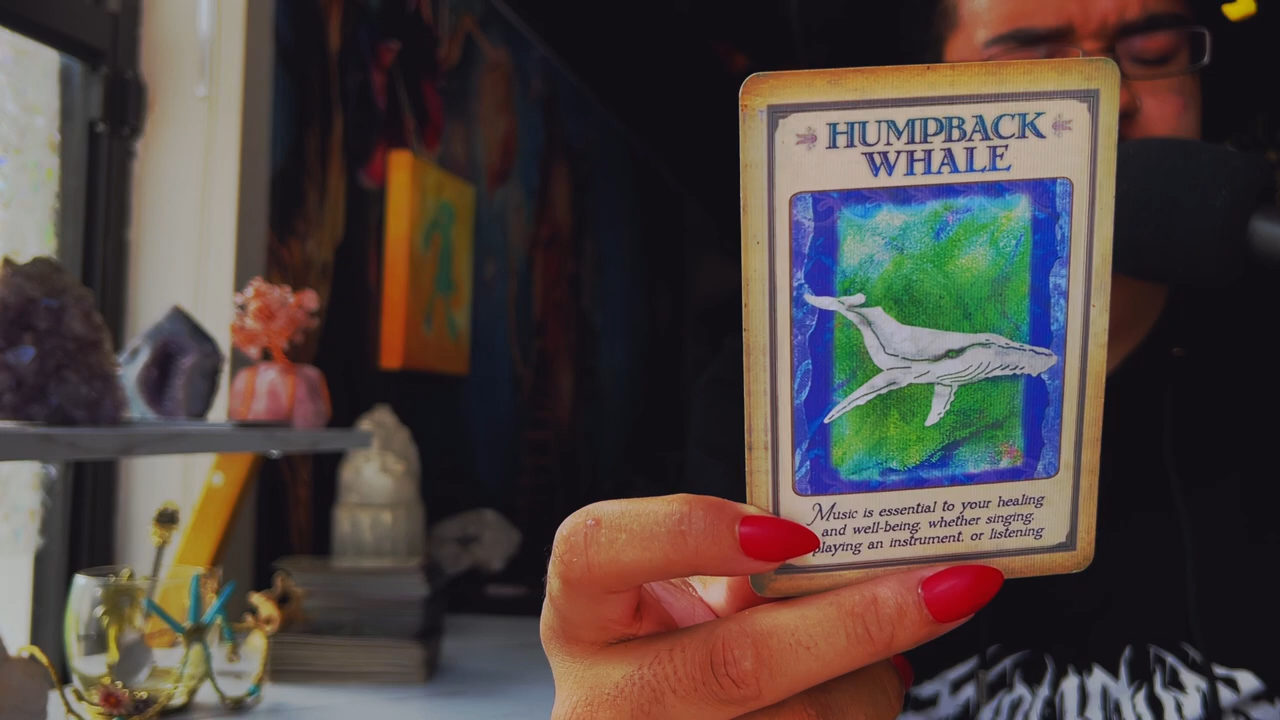 HUMPBACK
WHALE
Music is essential to your healing
and well-being, whether singing,
playing an instrument, or listening